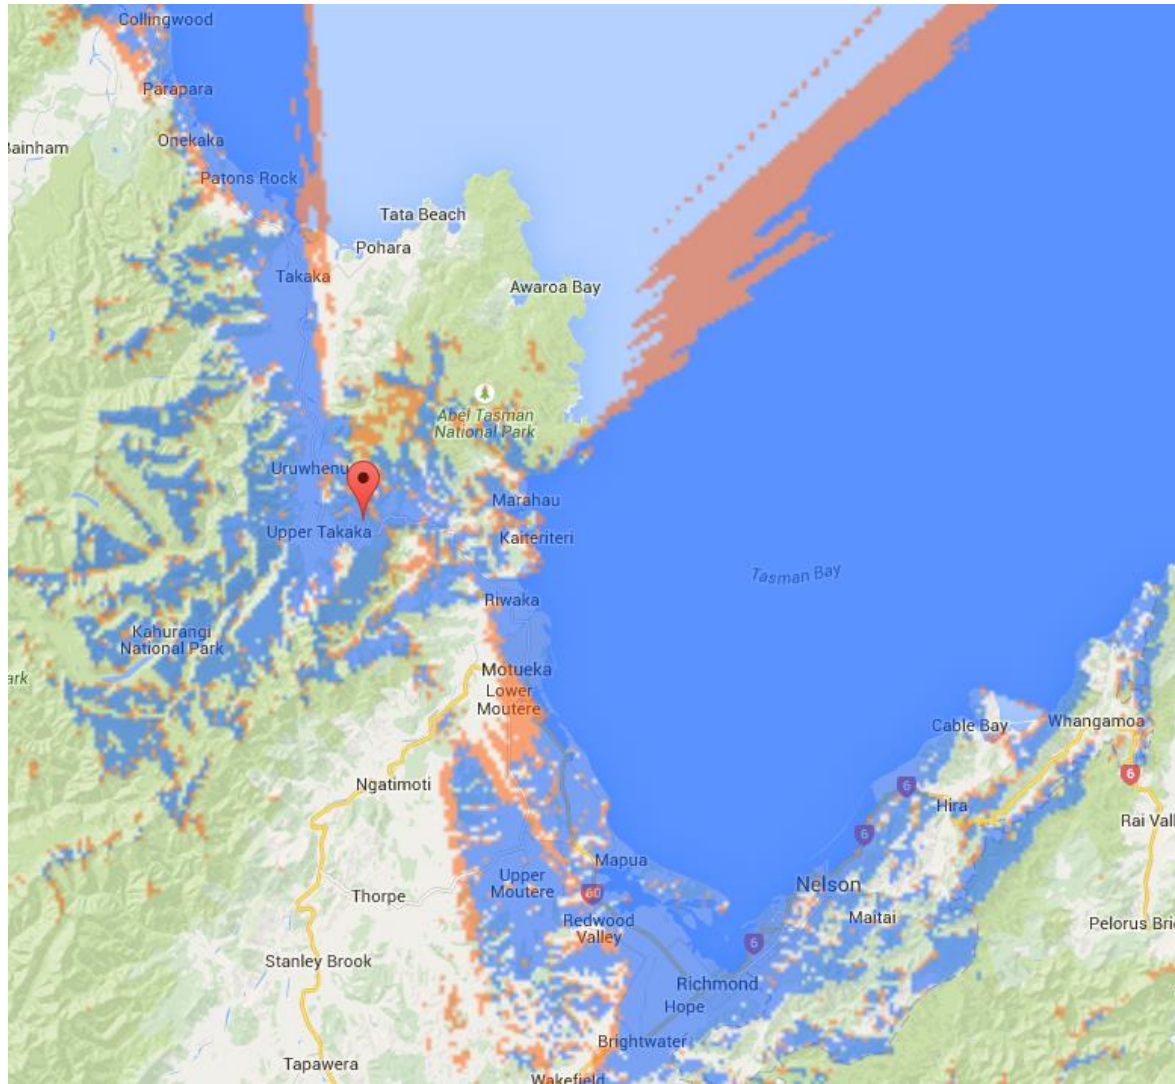 Collingwood
Parapara
Bainham
Onekaka
Patons Rock
Tata Beach
Pohara
Takaka
Awaroa Bay
Abel Tasman
National Park
Uruwhenu
Marahau
Upper Takaka
Kaiteriteri
Tasman Bay
Riwaka
Kahurangi
National Park
ark
Motueka
Lower
Moutere
Cable Bay
Whangamoa
6
Ngatimoti
6
Hira
Rai Vall
6
Mapua
Upper
Moutere
Nelson
Thorpe
60
Maitai
Redwood
Valley
Pelorus Bri
6
Stanley Brook
Richmond
Hope
Brightwater
Tapawera
Wakefield